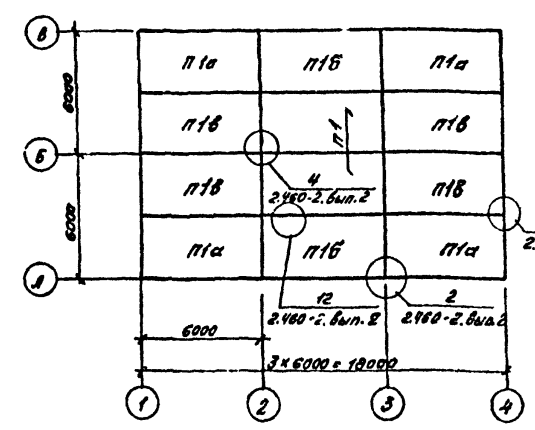 В
П1а П1б П1а
6000
П1в П1 П1в
Б
4
2.460-2. Вып. 2
П1в П1в
6000
2.
П1а П1б П1а
А
12
2.460-2. Вып. 2
2
2.460-2. Вып. 2
6000
3 × 6000 = 18000
1 2 3 4